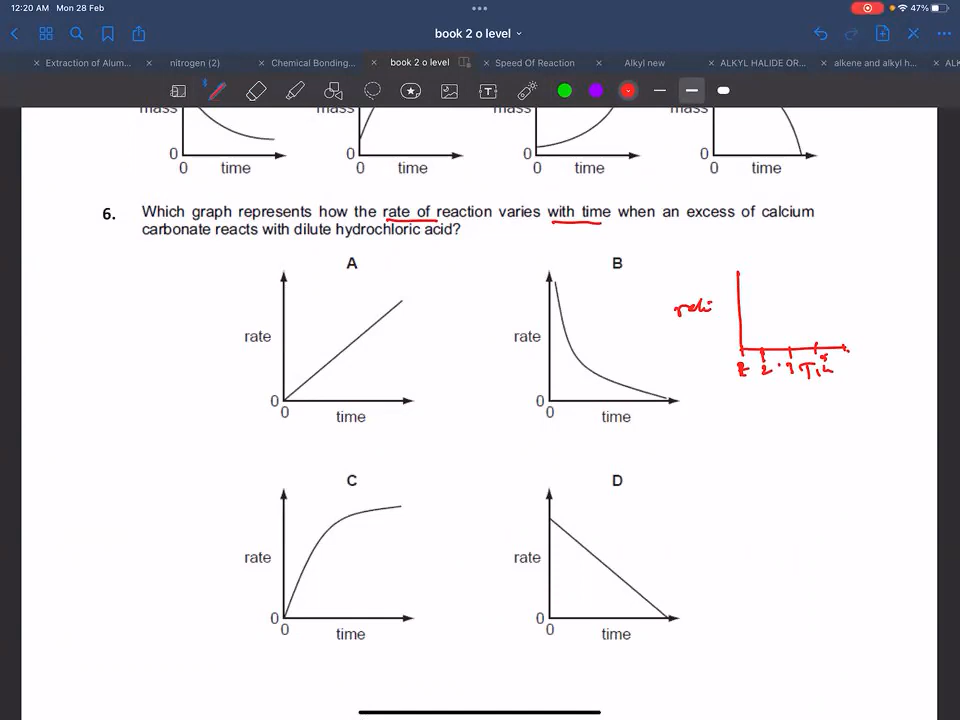 12:20 AM Mon 28 Feb
47%
book 2 o level
Extraction of Alum...
nitrogen (2)
Chemical Bonding...
book 2 o level
Speed Of Reaction
Alkyl new
ALKYL HALIDE OR...
alkene and alkyl h...
mass mass mass mass
0 0 0 0
0 time 0 time 0 time 0 time
6. Which graph represents how the rate of reaction varies with time when an excess of calcium
carbonate reacts with dilute hydrochloric acid?
A
rate
0
0
time
B
rate
0
0
time
2
C
rate
0
0
time
D
rate
0
0
time